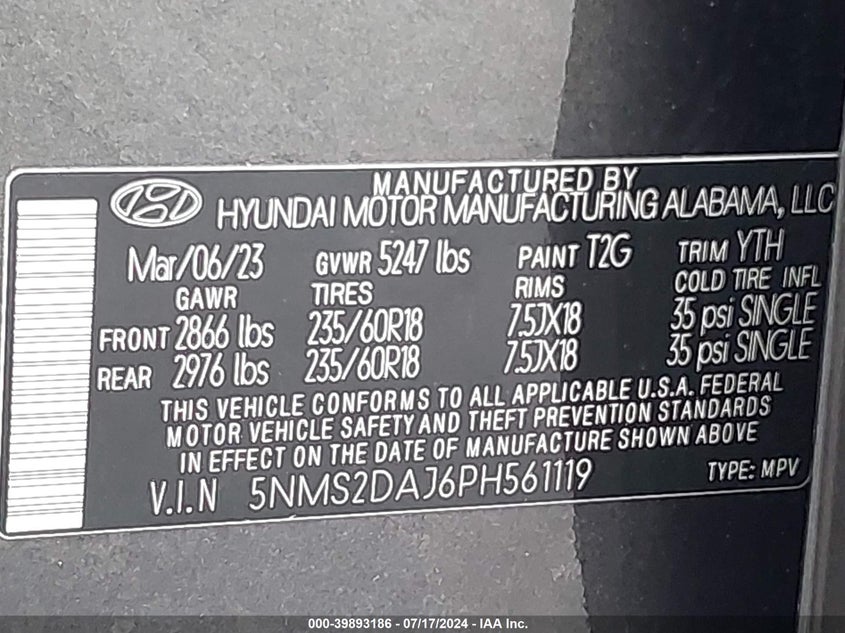 MANUFACTURED BY
HYUNDAI MOTOR MANUFACTURING ALABAMA, LLC
Mar/06/23 GVWR 5247 lbs PAINT T2G TRIM YTH
GAWR TIRES RIMS COLD TIRE INFL
FRONT 2866 lbs 235/60R18 7.5JX18 35 psi SINGLE
REAR 2976 lbs 235/60R18 7.5JX18 35 psi SINGLE
THIS VEHICLE CONFORMS TO ALL APPLICABLE U.S.A. FEDERAL
MOTOR VEHICLE SAFETY AND THEFT PREVENTION STANDARDS
IN EFFECT ON THE DATE OF MANUFACTURE SHOWN ABOVE
V.I.N 5NMS2DAJ6PH561119 TYPE: MPV
000-39893186 - 07/17/2024 - IAA Inc.